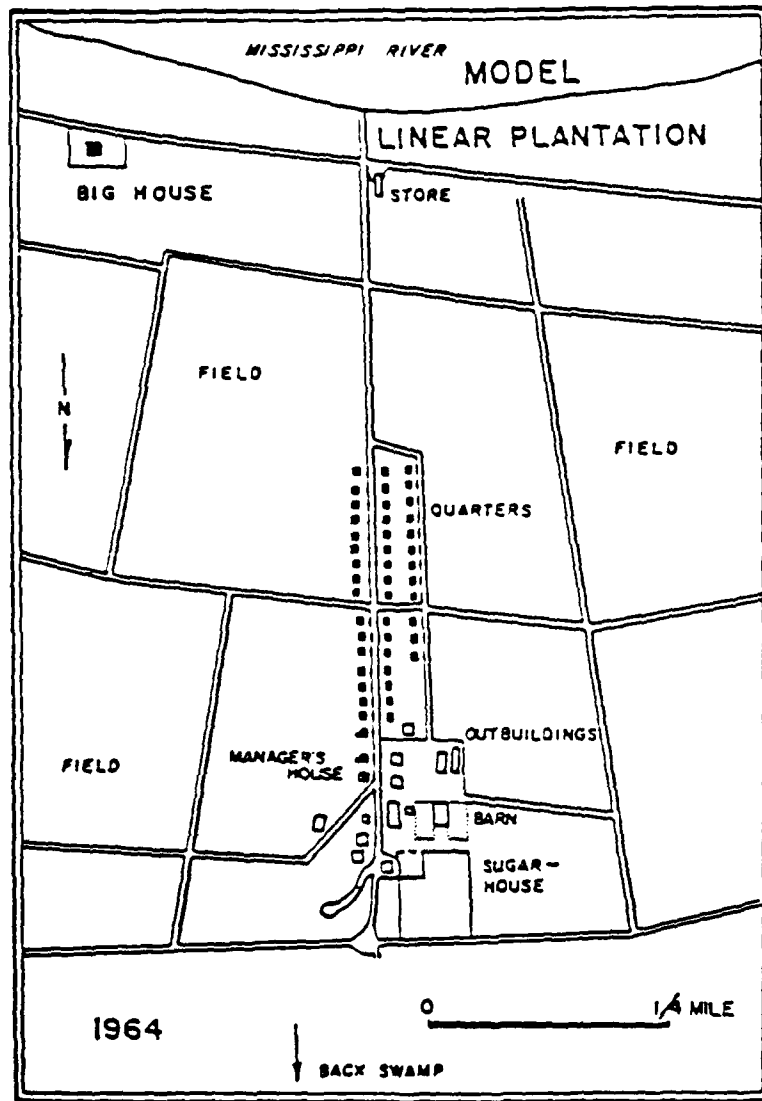 MISSISSIPPI RIVER
MODEL
LINEAR PLANTATION
BIG HOUSE
STORE
FIELD
N
FIELD
QUARTERS
OUTBUILDINGS
MANAGER'S
HOUSE
FIELD
BARN
SUGAR-
HOUSE
0 1/4 MILE
1964
BACK SWAMP